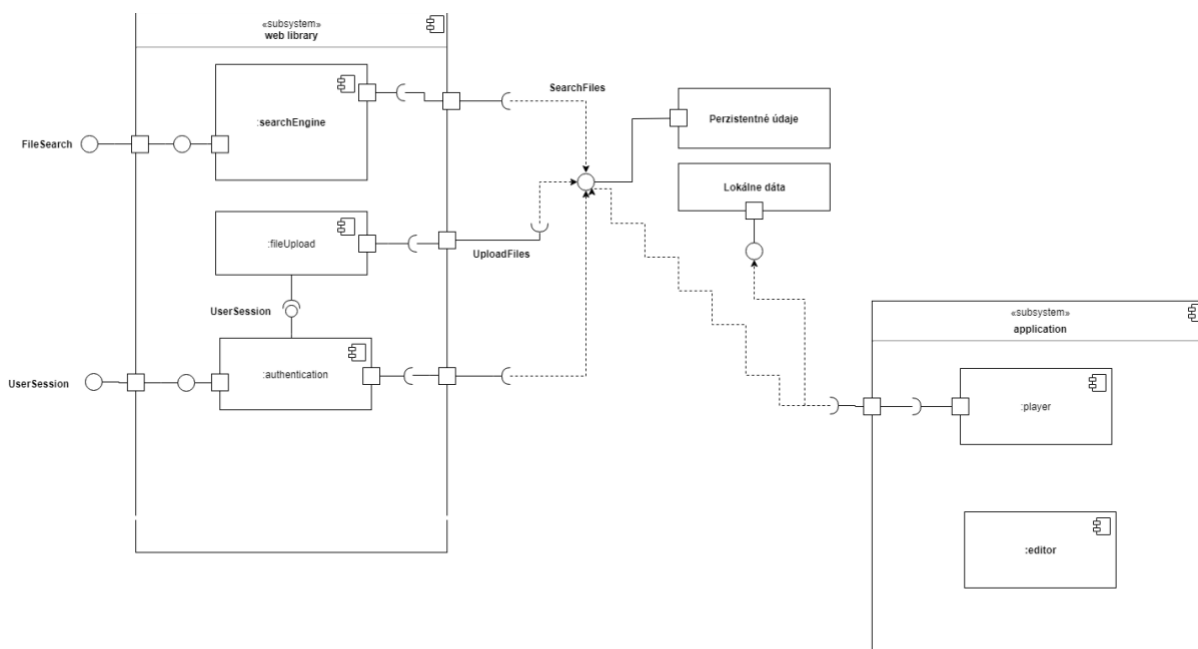 «subsystem»
web library
:searchEngine
FileSearch
SearchFiles
Perzistentné údaje
Lokálne dáta
:fileUpload
UploadFiles
UserSession
:authentication
UserSession
«subsystem»
application
:player
:editor